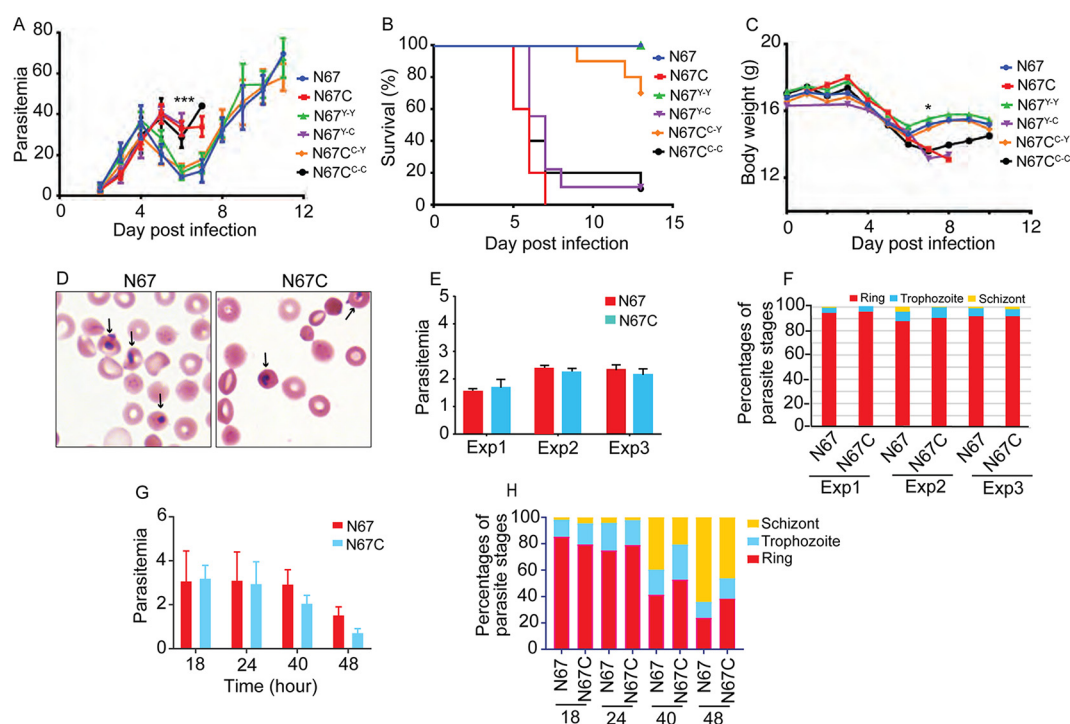 A
Parasitemia
80
60
40
20
0
0 4 8 12
Day post infection
***
N67
N67C
N67Y-Y
N67Y-C
N67CC-Y
N67CC-C
B
Survival (%)
100
80
60
40
20
0
0 5 10 15
Day post infection
N67
N67C
N67Y-Y
N67Y-C
N67CC-Y
N67CC-C
C
Body weight (g)
20
16
12
0 4 8 12
Day post infection
*
N67
N67C
N67Y-Y
N67Y-C
N67CC-Y
N67CC-C
D
N67 N67C
E
Parasitemia
5
4
3
2
1
0
N67
N67C
Exp1 Exp2 Exp3
F
Ring Trophozoite Schizont
Percentages of
parasite stages
100
80
60
40
20
0
N67 N67C N67 N67C N67 N67C
Exp1 Exp2 Exp3
G
Parasitemia
6
4
2
0
N67
N67C
18 24 40 48
Time (hour)
H
Percentages of
parasite stages
100
80
60
40
20
0
Schizont
Trophozoite
Ring
N67 N67C N67 N67C N67 N67C N67 N67C
18 24 40 48